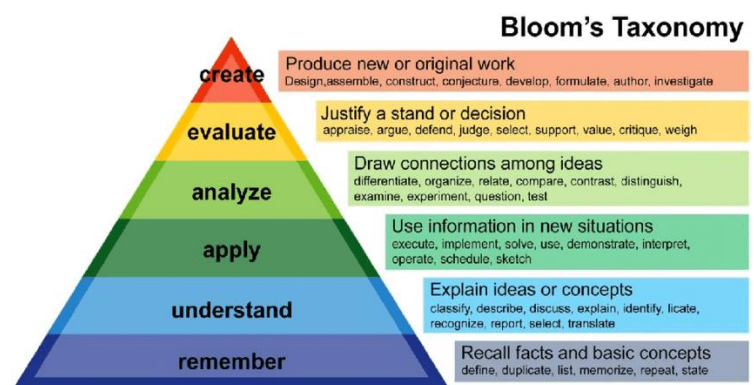 Bloom's Taxonomy
create
Produce new or original work
Design,assemble, construct, conjecture, develop, formulate, author, investigate
evaluate
Justify a stand or decision
appraise, argue, defend, judge, select, support, value, critique, weigh
analyze
Draw connections among ideas
differentiate, organize, relate, compare, contrast, distinguish,
examine, experiment, question, test
apply
Use information in new situations
execute, implement, solve, use, demonstrate, interpret,
operate, schedule, sketch
understand
Explain ideas or concepts
classify, describe, discuss, explain, identify, licate,
recognize, report, select, translate
remember
Recall facts and basic concepts
define, duplicate, list, memorize, repeat, state